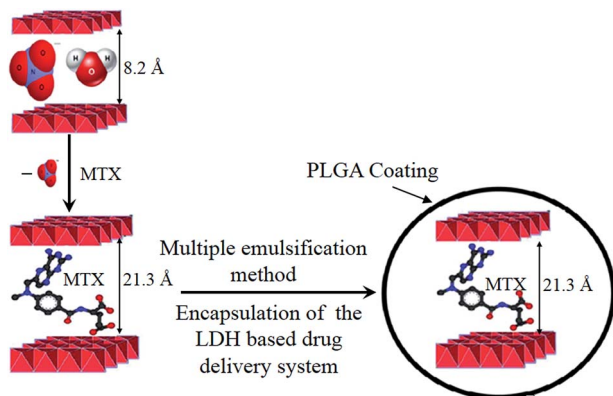 O
N
O
O
H
H
O
8.2 Å
–
MTX
PLGA Coating
MTX
21.3 Å
Multiple emulsification
method
Encapsulation of the
LDH based drug
delivery system
MTX
21.3 Å